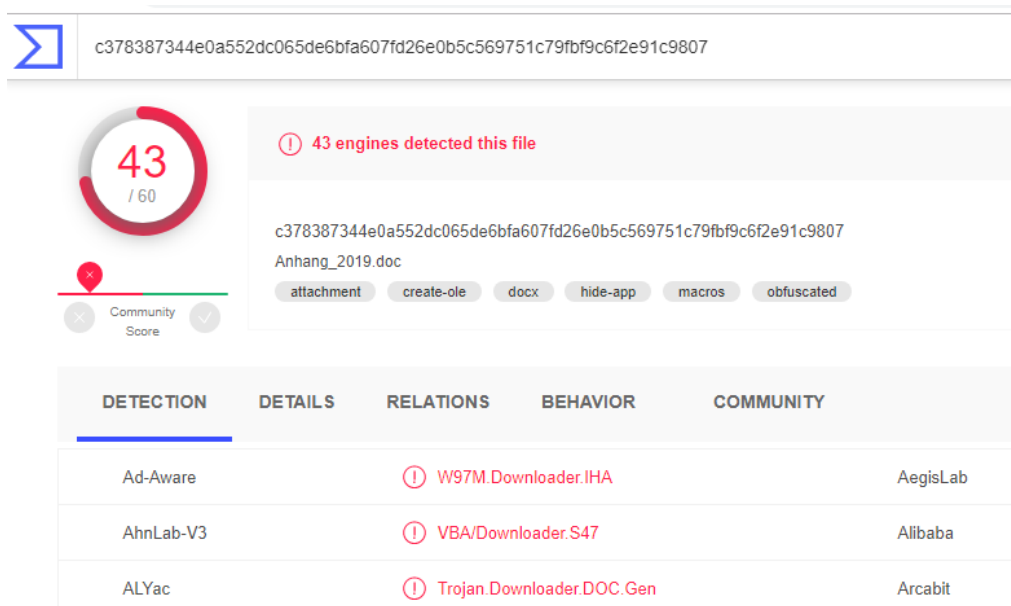 c378387344e0a552dc065de6bfa607fd26e0b5c569751c79fbf9c6f2e91c9807
43
/ 60
43 engines detected this file
c378387344e0a552dc065de6bfa607fd26e0b5c569751c79fbf9c6f2e91c9807
Anhang_2019.doc
attachment create-ole docx hide-app macros obfuscated
Community
Score
DETECTION DETAILS RELATIONS BEHAVIOR COMMUNITY
Ad-Aware W97M.Downloader.IHA AegisLab
AhnLab-V3 VBA/Downloader.S47 Alibaba
ALYac Trojan.Downloader.DOC.Gen Arcabit